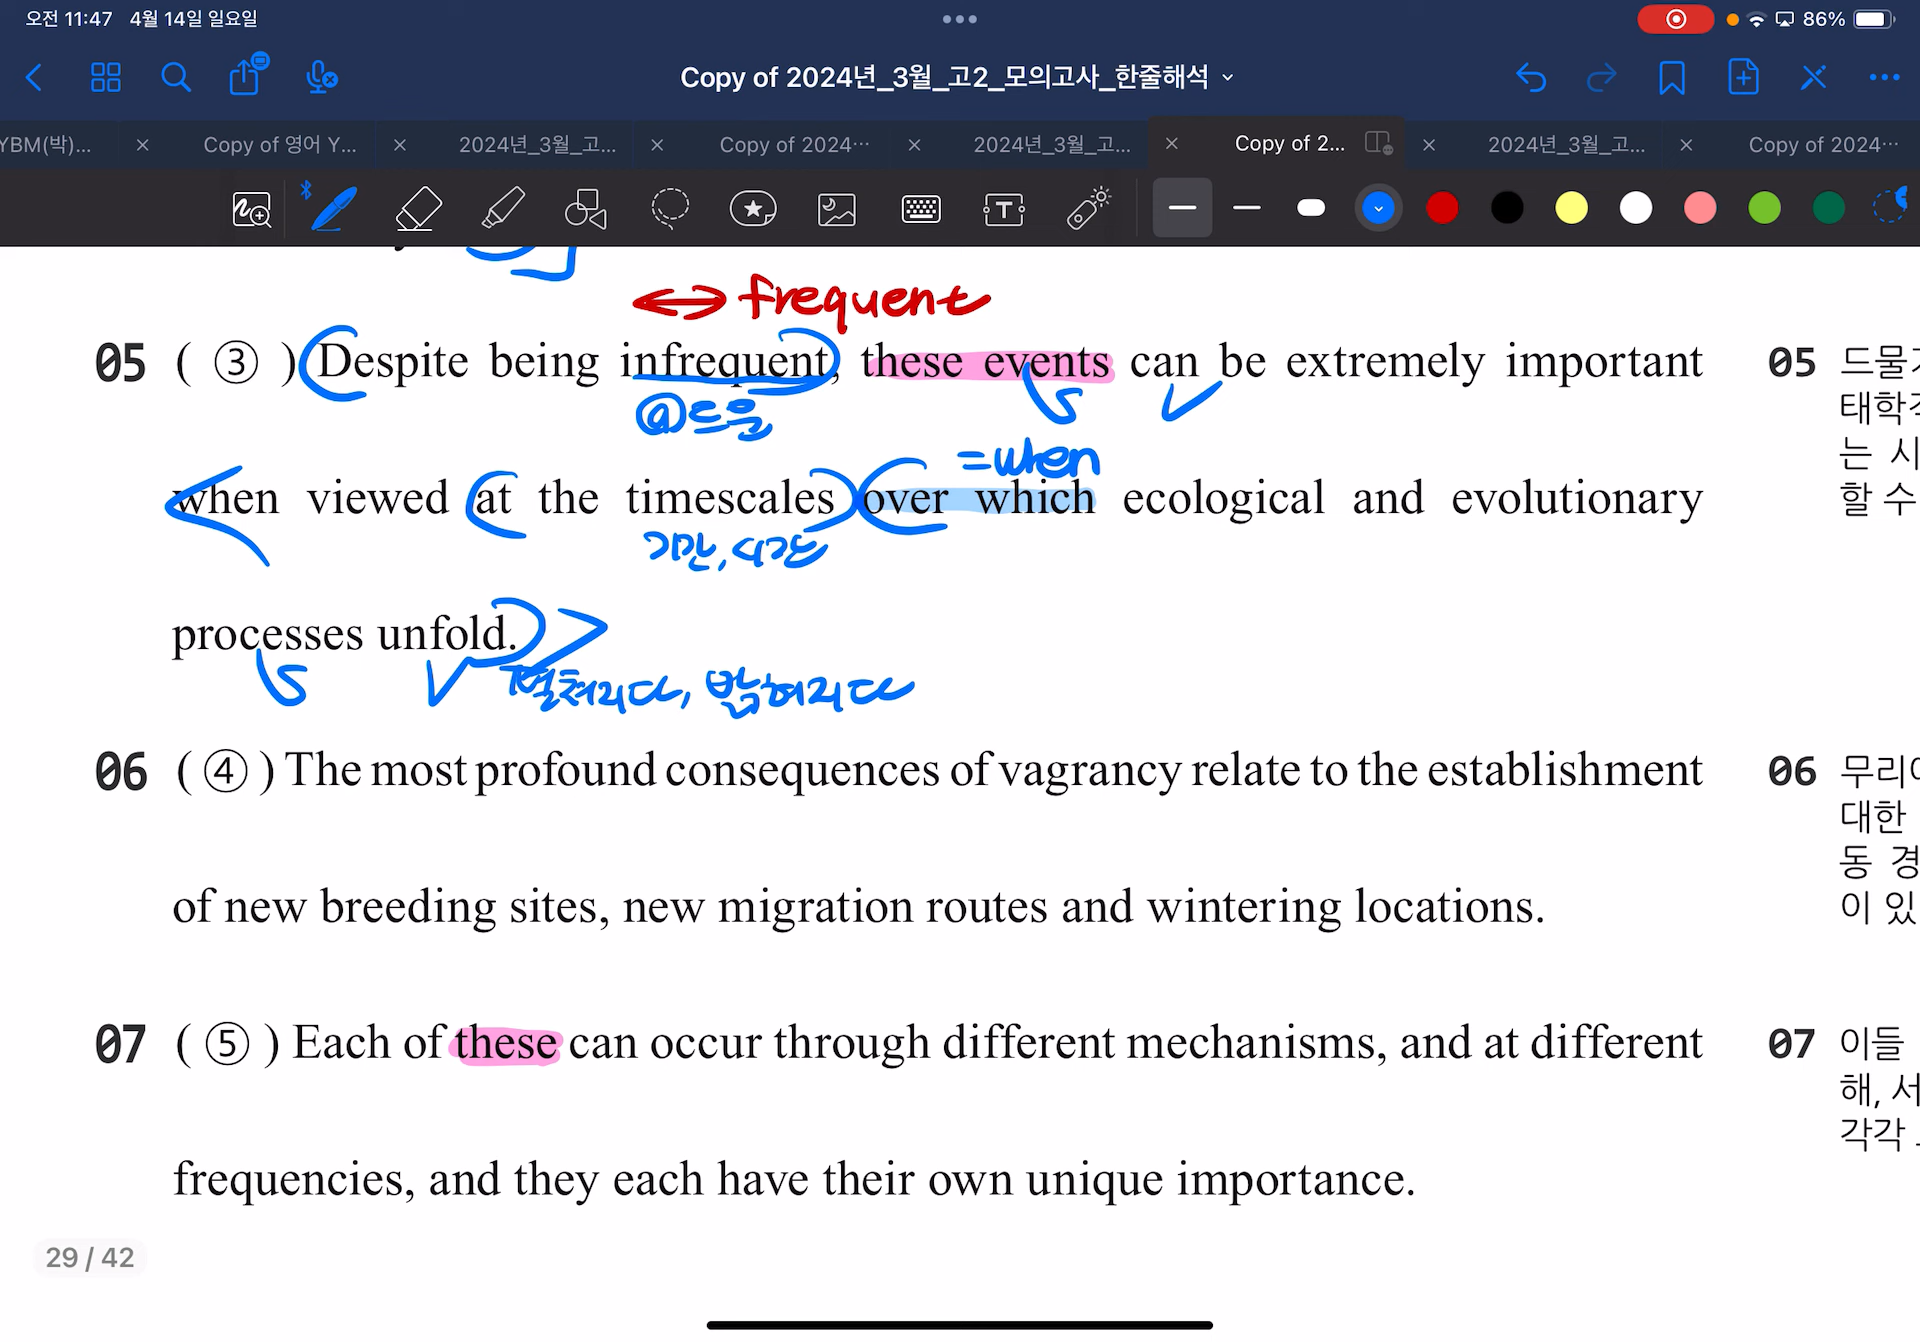 오전 11:47 4월 14일 일요일
86%
Copy of 2024년_3월_고2_모의고사_한줄해석
YBM(박)...
Copy of 영어 Y...
2024년_3월_고...
Copy of 2024...
2024년_3월_고...
Copy of 2...
2024년_3월_고...
Copy of 2024...
↔ frequent
05 ( ③ ) Despite being infrequent, these events can be extremely important
S V
ⓐ드문
=when
when viewed at the timescales over which ecological and evolutionary
기간, 시간
processes unfold.
S V 펼쳐지다, 밝혀지다
06 ( ④ ) The most profound consequences of vagrancy relate to the establishment
of new breeding sites, new migration routes and wintering locations.
07 ( ⑤ ) Each of these can occur through different mechanisms, and at different
frequencies, and they each have their own unique importance.
05 드물
태학
는 시
할 수
06 무리
대한
동 경
이 있
07 이들
해, 서
각각
29 / 42